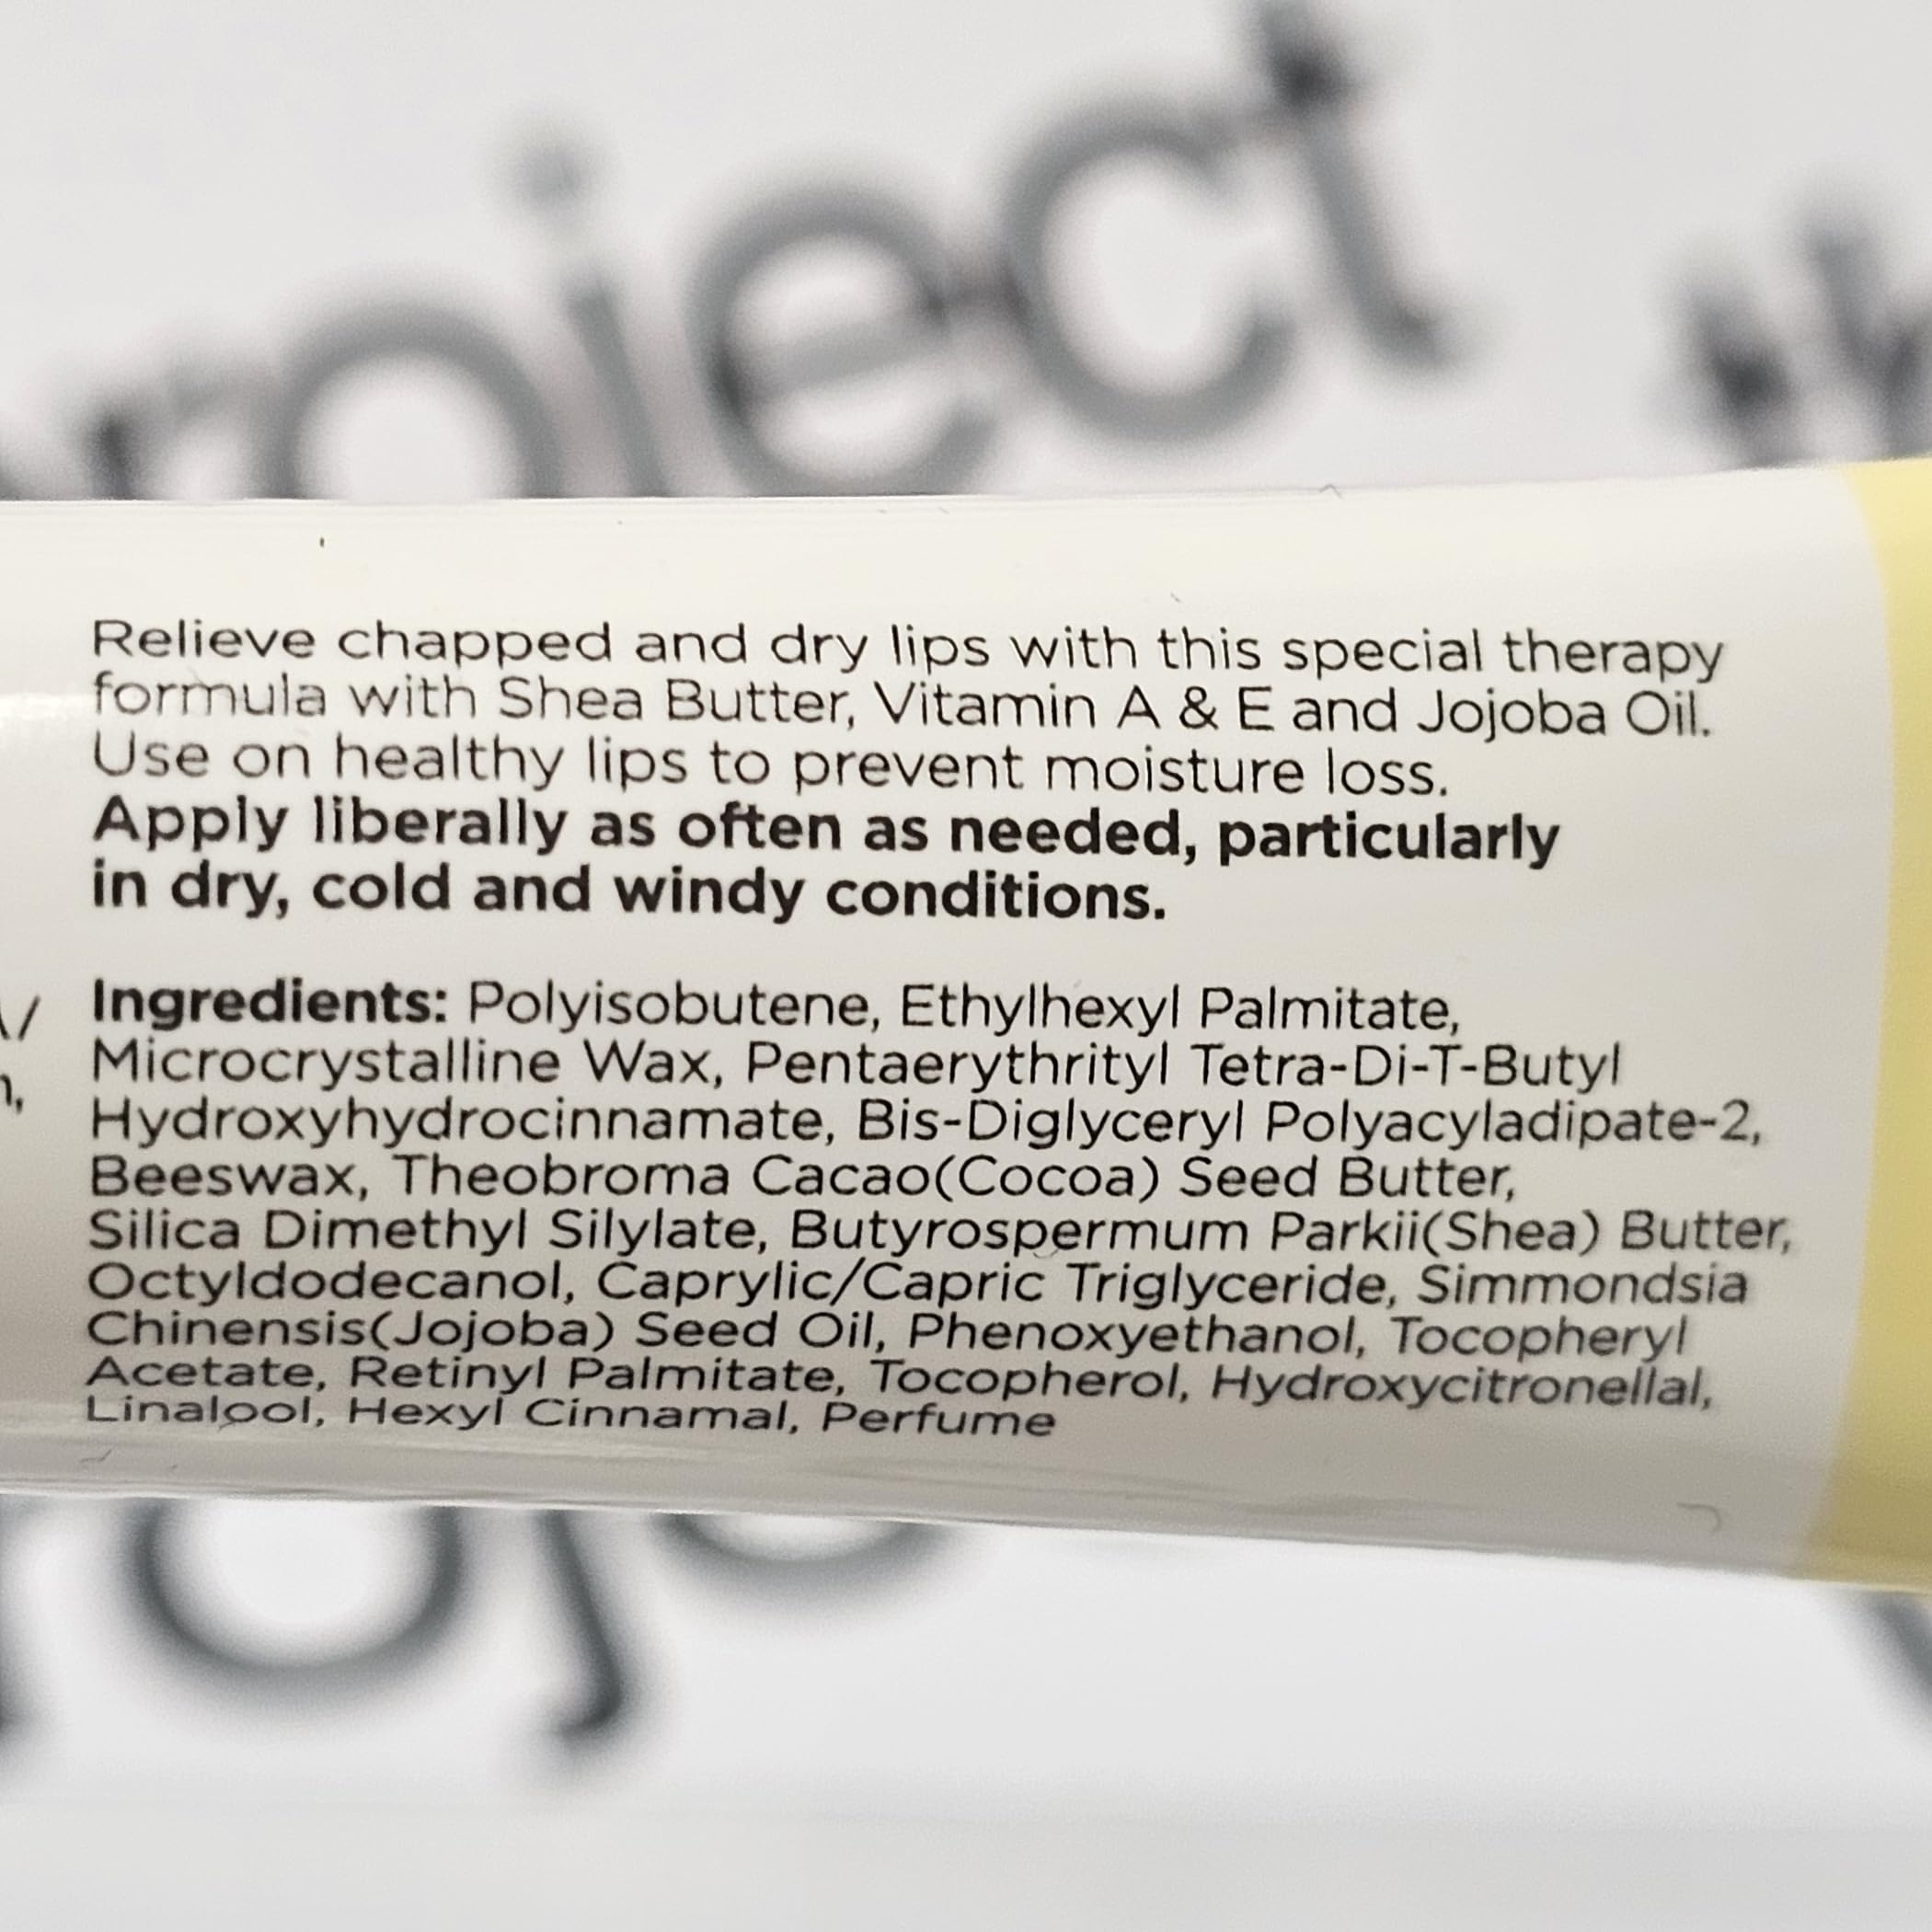 roject
Relieve chapped and dry lips with this special therapy
formula with Shea Butter, Vitamin A & E and Jojoba Oil.
Use on healthy lips to prevent moisture loss.
Apply liberally as often as needed, particularly
in dry, cold and windy conditions.
Ingredients: Polyisobutene, Ethylhexyl Palmitate,
Microcrystalline Wax, Pentaerythrityl Tetra-Di-T-Butyl
Hydroxyhydrocinnamate, Bis-Diglyceryl Polyacyladipate-2,
Beeswax, Theobroma Cacao(Cocoa) Seed Butter,
Silica Dimethyl Silylate, Butyrospermum Parkii(Shea) Butter,
Octyldodecanol, Caprylic/Capric Triglyceride, Simmondsia
Chinensis(Jojoba) Seed Oil, Phenoxyethanol, Tocopheryl
Acetate, Retinyl Palmitate, Tocopherol, Hydroxycitronellal,
Linalool, Hexyl Cinnamal, Perfume